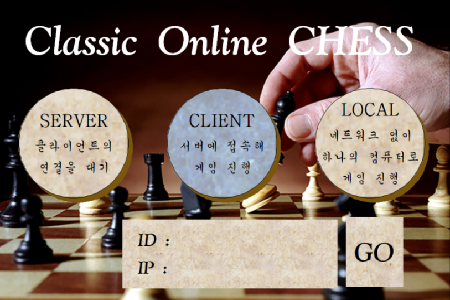 Classic Online CHESS
SERVER
클라이언트의
연결을 대기
CLIENT
서버에 접속해
게임 진행
LOCAL
네트워크 없이
하나의 컴퓨터로
게임 진행
ID :
IP :
GO